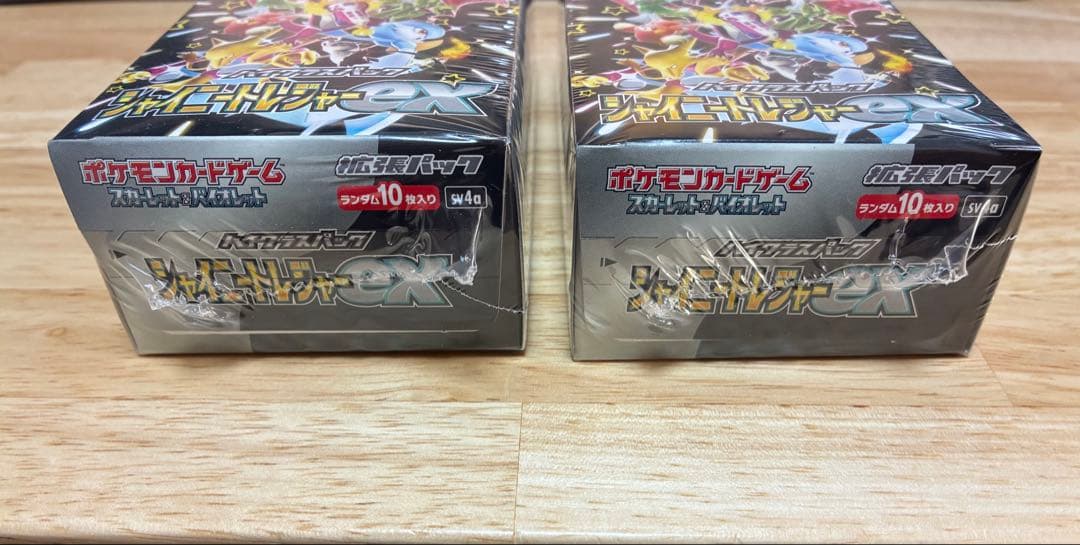 ハイクラスパック
シャイニートレジャーex
ポケモンカードゲーム
スカーレット&バイオレット
拡張パック
ランダム10枚入り
sv4a
ハイクラスパック
シャイニートレジャーex
ハイクラスパック
シャイニートレジャーex
ポケモンカードゲーム
スカーレット&バイオレット
拡張パック
ランダム10枚入り
sv4a
ハイクラスパック
シャイニートレジャーex